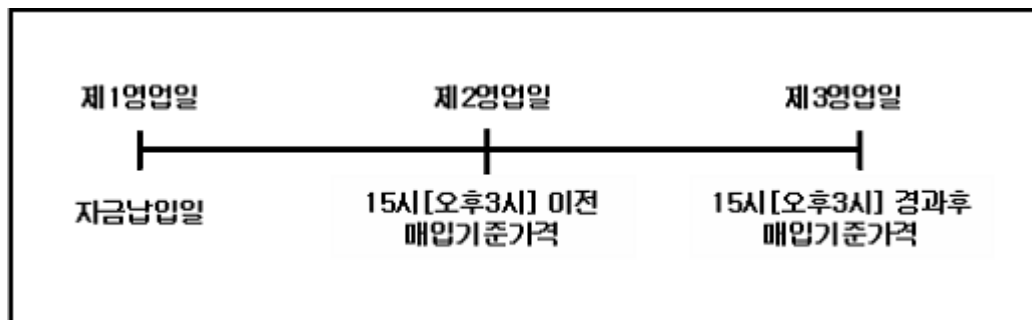 제1영업일 제2영업일 제3영업일
자금납입일
15시[오후3시] 이전
매입기준가격
15시[오후3시] 경과후
매입기준가격